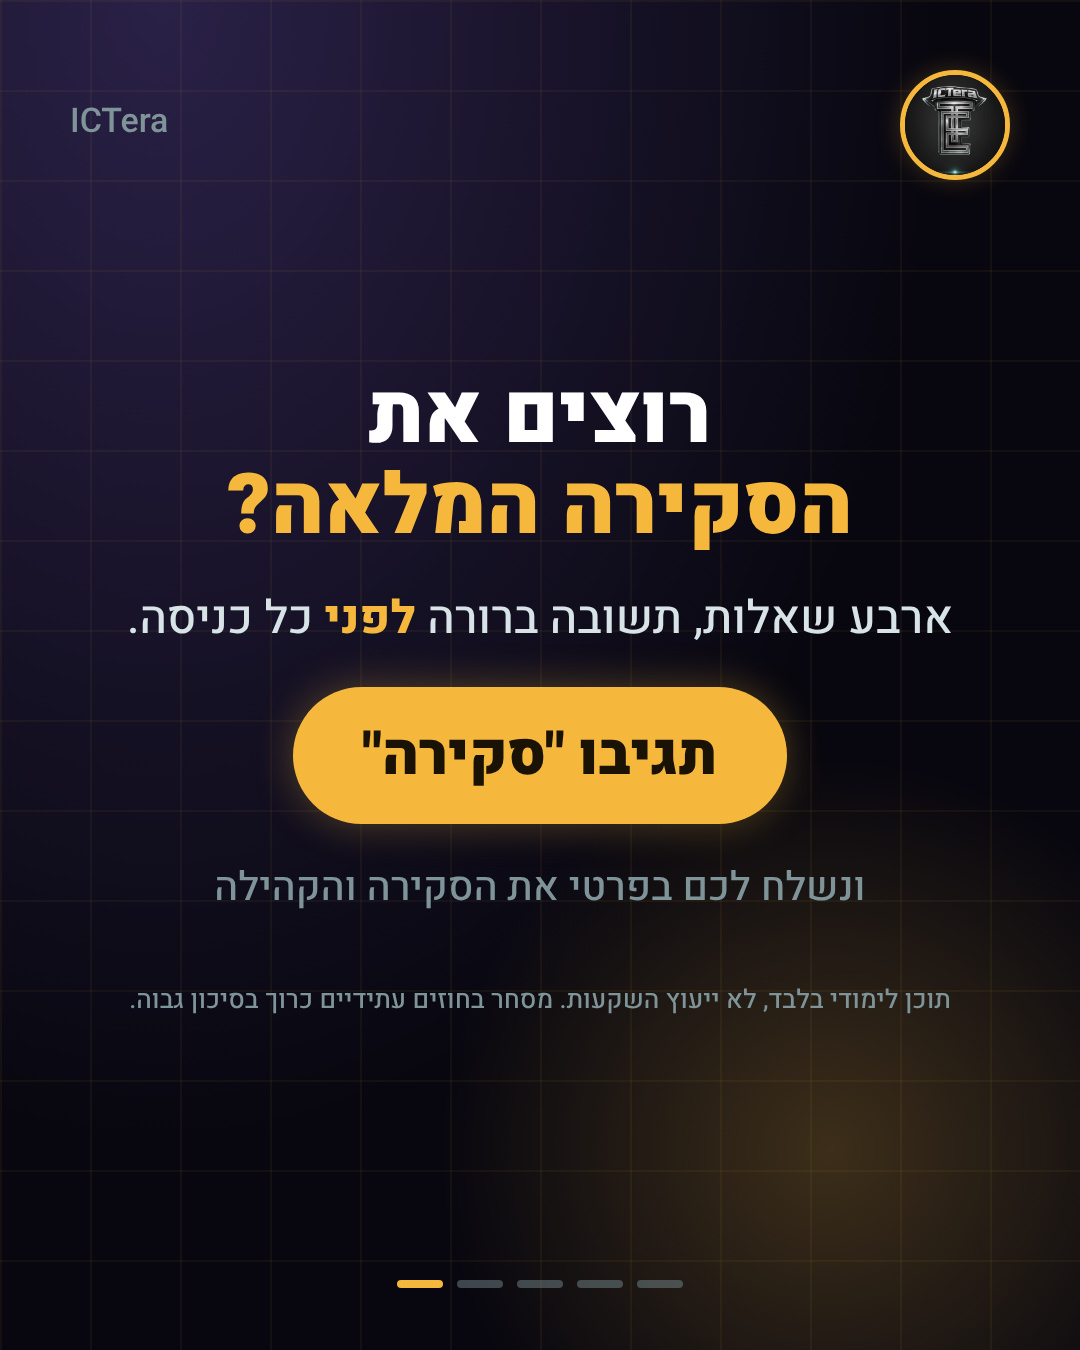 ICTera
ICTera
רוצים את
הסקירה המלאה?
ארבע שאלות, תשובה ברורה לפני כל כניסה.
תגיבו "סקירה"
ונשלח לכם בפרטי את הסקירה והקהילה
תוכן לימודי בלבד, לא ייעוץ השקעות. מסחר בחוזים עתידיים כרוך בסיכון גבוה.